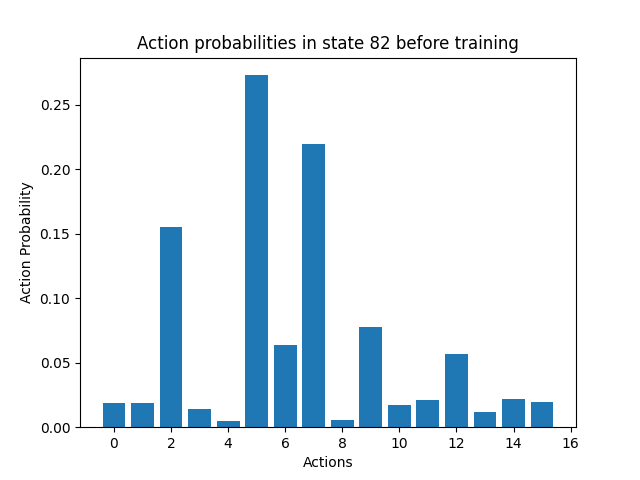 Action probabilities in state 82 before training
0.25
0.20
0.15
0.10
0.05
0.00
Action Probability
0 2 4 6 8 10 12 14 16
Actions